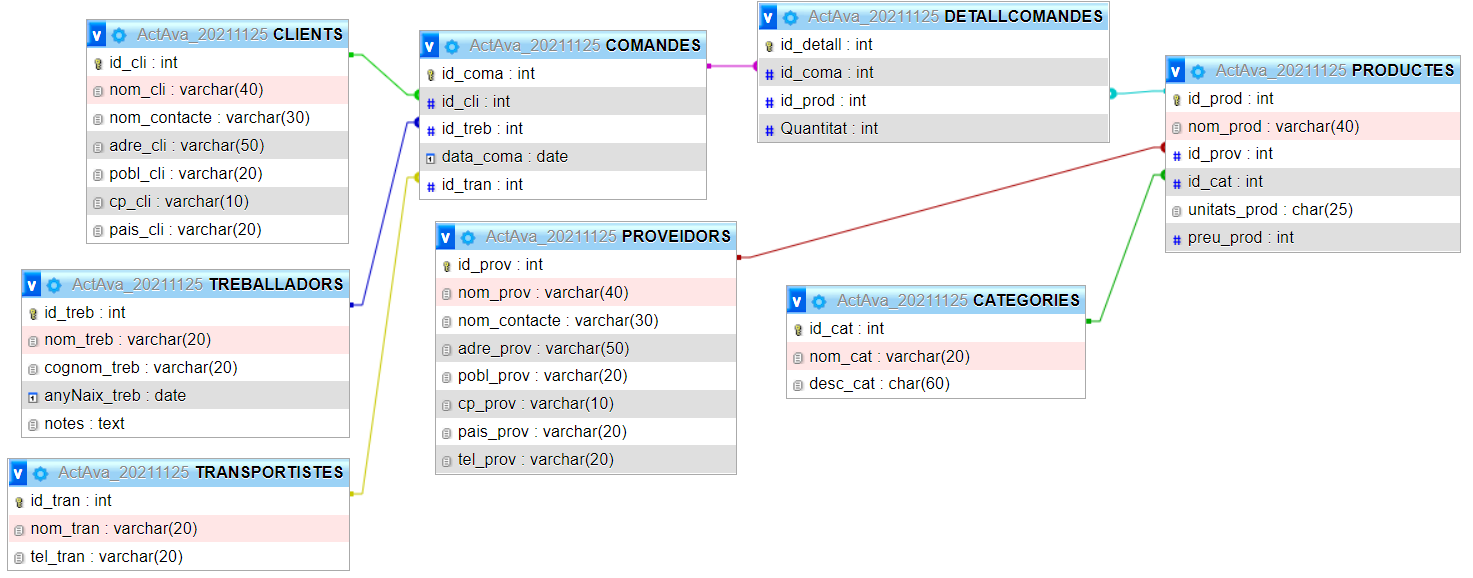 ActAva_20211125 CLIENTS
id_cli : int
nom_cli : varchar(40)
nom_contacte : varchar(30)
adre_cli : varchar(50)
pobl_cli : varchar(20)
cp_cli : varchar(10)
pais_cli : varchar(20)
v ActAva_20211125 COMANDES
id_coma : int
# id_cli : int
# id_treb : int
data_coma : date
# id_tran : int
v ActAva_20211125 DETALLCOMANDES
id_detall : int
# id_coma : int
# id_prod : int
# Quantitat : int
v ActAva_20211125 PRODUCTES
id_prod : int
nom_prod : varchar(40)
# id_prov : int
# id_cat : int
unitats_prod : char(25)
# preu_prod : int
v ActAva_20211125 TREBALLADORS
id_treb : int
nom_treb : varchar(20)
cognom_treb : varchar(20)
anyNaix_treb : date
notes : text
v ActAva_20211125 PROVEIDORS
id_prov : int
nom_prov : varchar(40)
nom_contacte : varchar(30)
adre_prov : varchar(50)
pobl_prov : varchar(20)
cp_prov : varchar(10)
pais_prov : varchar(20)
tel_prov : varchar(20)
v ActAva_20211125 CATEGORIES
id_cat : int
nom_cat : varchar(20)
desc_cat : char(60)
v ActAva_20211125 TRANSPORTISTES
id_tran : int
nom_tran : varchar(20)
tel_tran : varchar(20)